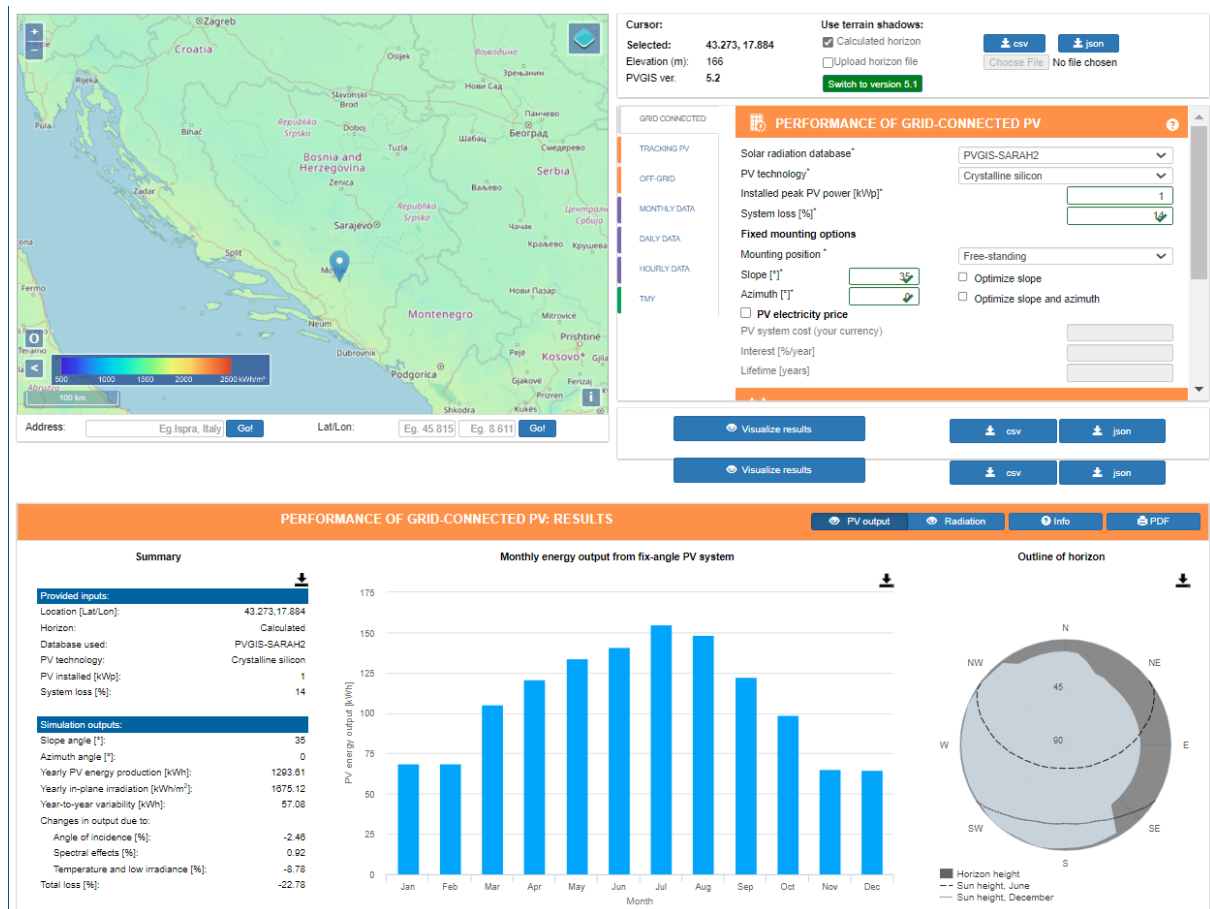 Zagreb
Croatia
Osijek
Војводина
Зрењанин
Rijeka
Нови Сад
Slavonski
Brod
Панчево
Pula
Bihać
Republika
Srpska
Doboj
Шабац
Београд
Tuzla
Смедерево
Bosnia and
Herzegovina
Serbia
Zenica
Ваљево
Zadar
Republika
Srpska
Sarajevo
Чачак
Краљево
Split
Нови Пазар
Fermo
Montenegro
Mitrovicë
Neum
Prishtinë
Teramo
Dubrovnik
Pejë
Kosovo*
Podgorica
Gjakovë
Ferizaj
Abruzzo
Prizren
Shkodra
Kukës
500 1000 1500 2000 2500 kWh/m²
100 km
Address: Eg.Ispra, Italy Go! Lat/Lon: Eg. 45.815 Eg. 8.611 Go!
Cursor:
Selected: 43.273, 17.884
Elevation (m): 166
PVGIS ver. 5.2
Use terrain shadows:
Calculated horizon
Upload horizon file
Switch to version 5.1
csv json
Choose File No file chosen
GRID CONNECTED
TRACKING PV
OFF-GRID
MONTHLY DATA
DAILY DATA
HOURLY DATA
TMY
PERFORMANCE OF GRID-CONNECTED PV
Solar radiation database* PVGIS-SARAH2
PV technology* Crystalline silicon
Installed peak PV power [kWp]* 1
System loss [%]* 14
Fixed mounting options
Mounting position * Free-standing
Slope [°]* 35 Optimize slope
Azimuth [°]* 0 Optimize slope and azimuth
PV electricity price
PV system cost (your currency)
Interest [%/year]
Lifetime [years]
Visualize results csv json
Visualize results csv json
PERFORMANCE OF GRID-CONNECTED PV: RESULTS
PV output Radiation Info PDF
Summary
Provided inputs:
Location [Lat/Lon]: 43.273,17.884
Horizon: Calculated
Database used: PVGIS-SARAH2
PV technology: Crystalline silicon
PV installed [kWp]: 1
System loss [%]: 14
Simulation outputs:
Slope angle [°]: 35
Azimuth angle [°]: 0
Yearly PV energy production [kWh]: 1293.61
Yearly in-plane irradiation [kWh/m²]: 1675.12
Year-to-year variability [kWh]: 57.08
Changes in output due to:
Angle of incidence [%]: -2.46
Spectral effects [%]: 0.92
Temperature and low irradiance [%]: -8.78
Total loss [%]: -22.78
Monthly energy output from fix-angle PV system
PV energy output [kWh]
175
150
125
100
75
50
25
0
Jan Feb Mar Apr May Jun Jul Aug Sep Oct Nov Dec
Month
Outline of horizon
N
NW NE
45
90
W E
SW SE
S
Horizon height
Sun height, June
Sun height, December